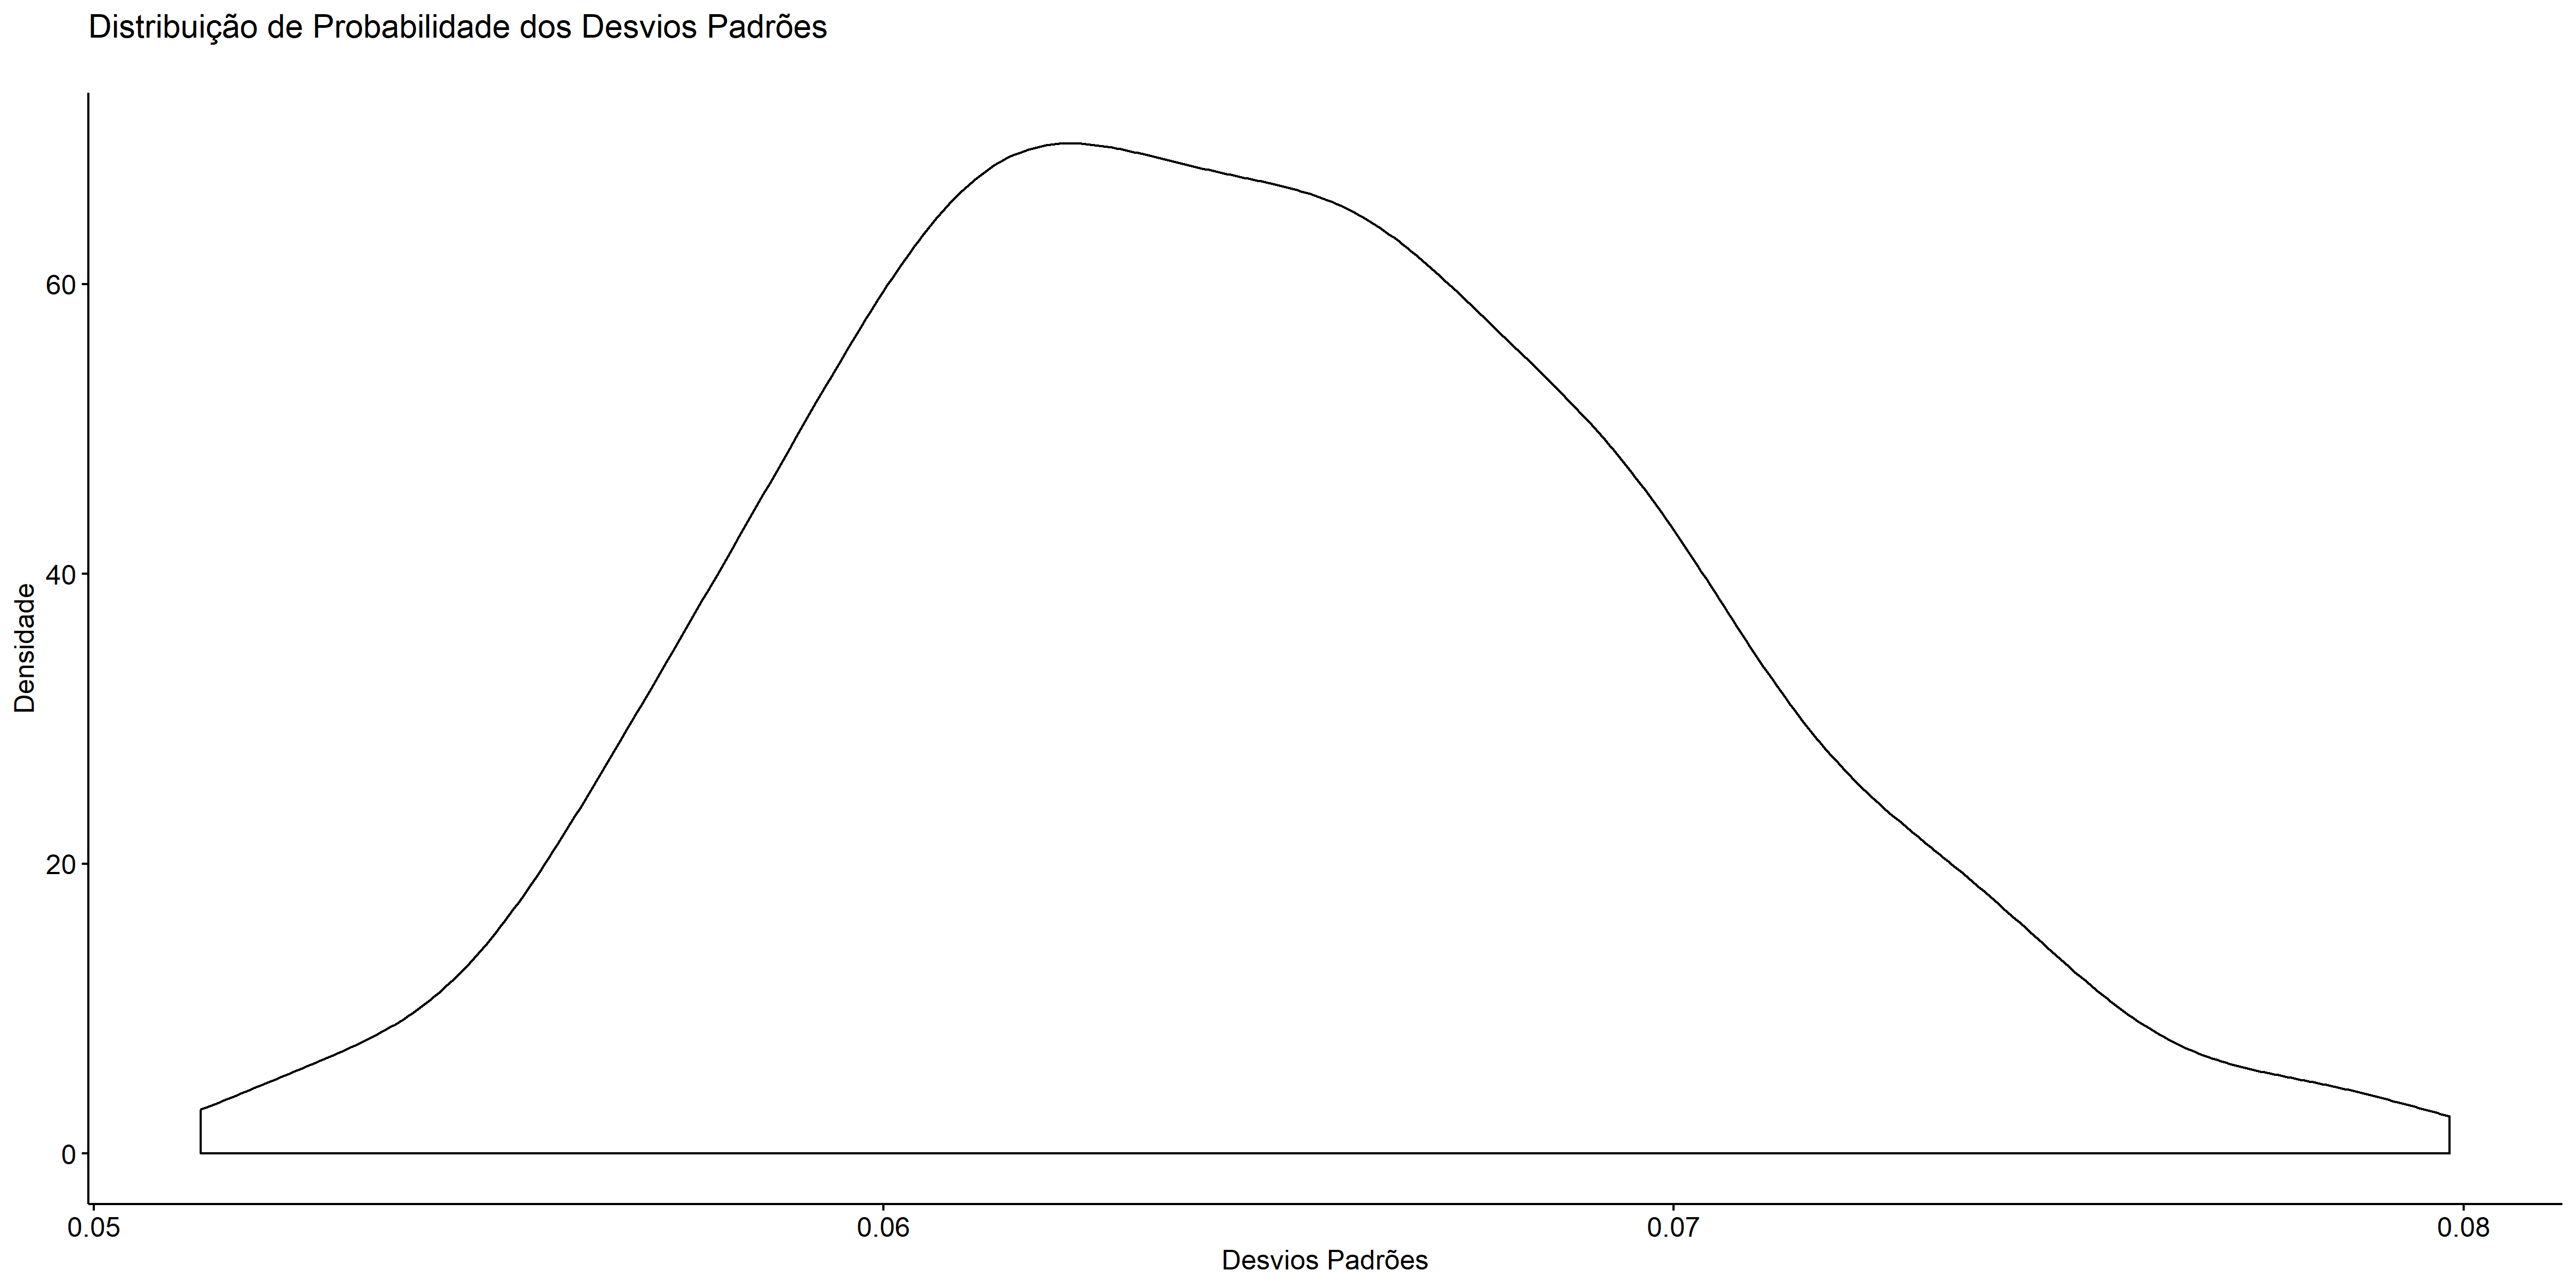 Distribuição de Probabilidade dos Desvios Padrões
60
40
20
0
Densidade
0.05 0.06 0.07 0.08
Desvios Padrões